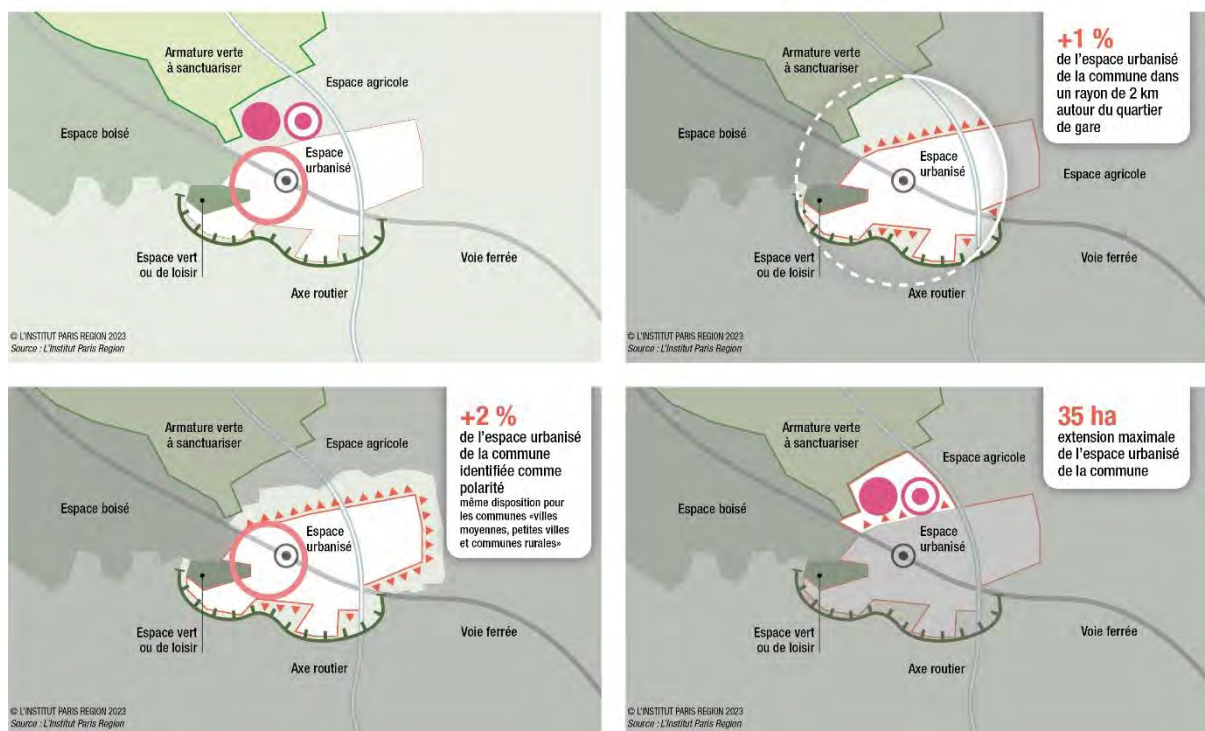 Armature verte
à sanctuariser
Espace agricole
Espace boisé
Espace
urbanisé
Espace vert
ou de loisir
Voie ferrée
Axe routier
© L'INSTITUT PARIS REGION 2023
Source : L'Institut Paris Region
+1 %
de l'espace urbanisé
de la commune dans
un rayon de 2 km
autour du quartier
de gare
Armature verte
à sanctuariser
Espace boisé
Espace
urbanisé
Espace agricole
Espace vert
ou de loisir
Voie ferrée
Axe routier
© L'INSTITUT PARIS REGION 2023
Source : L'Institut Paris Region
+2 %
de l'espace urbanisé
de la commune
identifiée comme
polarité
même disposition pour
les communes «villes
moyennes, petites villes
et communes rurales»
Armature verte
à sanctuariser
Espace agricole
Espace boisé
Espace
urbanisé
Espace vert
ou de loisir
Voie ferrée
Axe routier
© L'INSTITUT PARIS REGION 2023
Source : L'Institut Paris Region
35 ha
extension maximale
de l'espace urbanisé
de la commune
Armature verte
à sanctuariser
Espace agricole
Espace boisé
Espace
urbanisé
Espace vert
ou de loisir
Voie ferrée
Axe routier
© L'INSTITUT PARIS REGION 2023
Source : L'Institut Paris Region